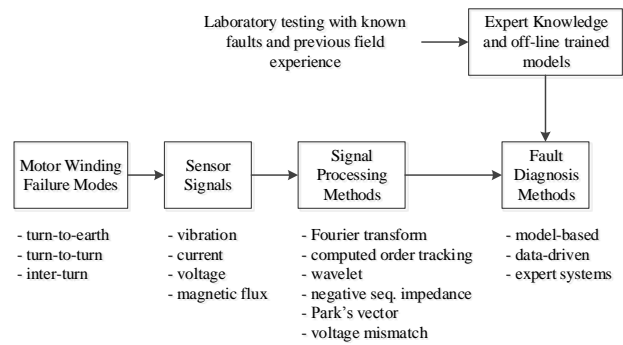 Laboratory testing with known
faults and previous field
experience
Expert Knowledge
and off-line trained
models
Motor Winding
Failure Modes
Sensor
Signals
Signal
Processing
Methods
Fault
Diagnosis
Methods
- turn-to-earth
- turn-to-turn
- inter-turn
- vibration
- current
- voltage
- magnetic flux
- Fourier transform
- computed order tracking
- wavelet
- negative seq. impedance
- Park's vector
- voltage mismatch
- model-based
- data-driven
- expert systems